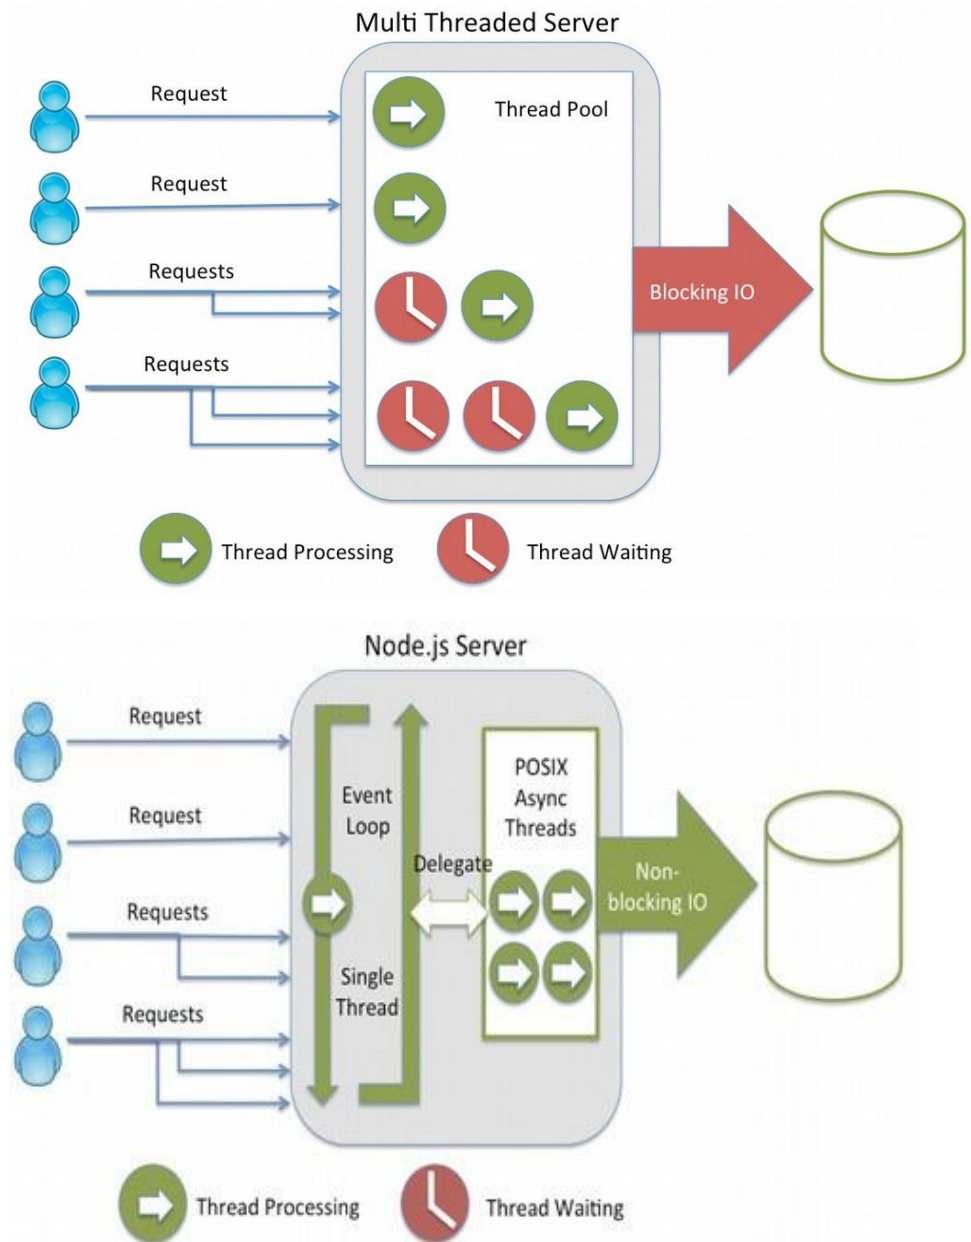 Multi Threaded Server
Request
Thread Pool
Request
Requests
Blocking IO
Requests
Thread Processing
Thread Waiting
Node.js Server
Request
POSIX
Async
Threads
Event
Loop
Request
Delegate
Non-
blocking IO
Requests
Single
Thread
Requests
Thread Processing
Thread Waiting